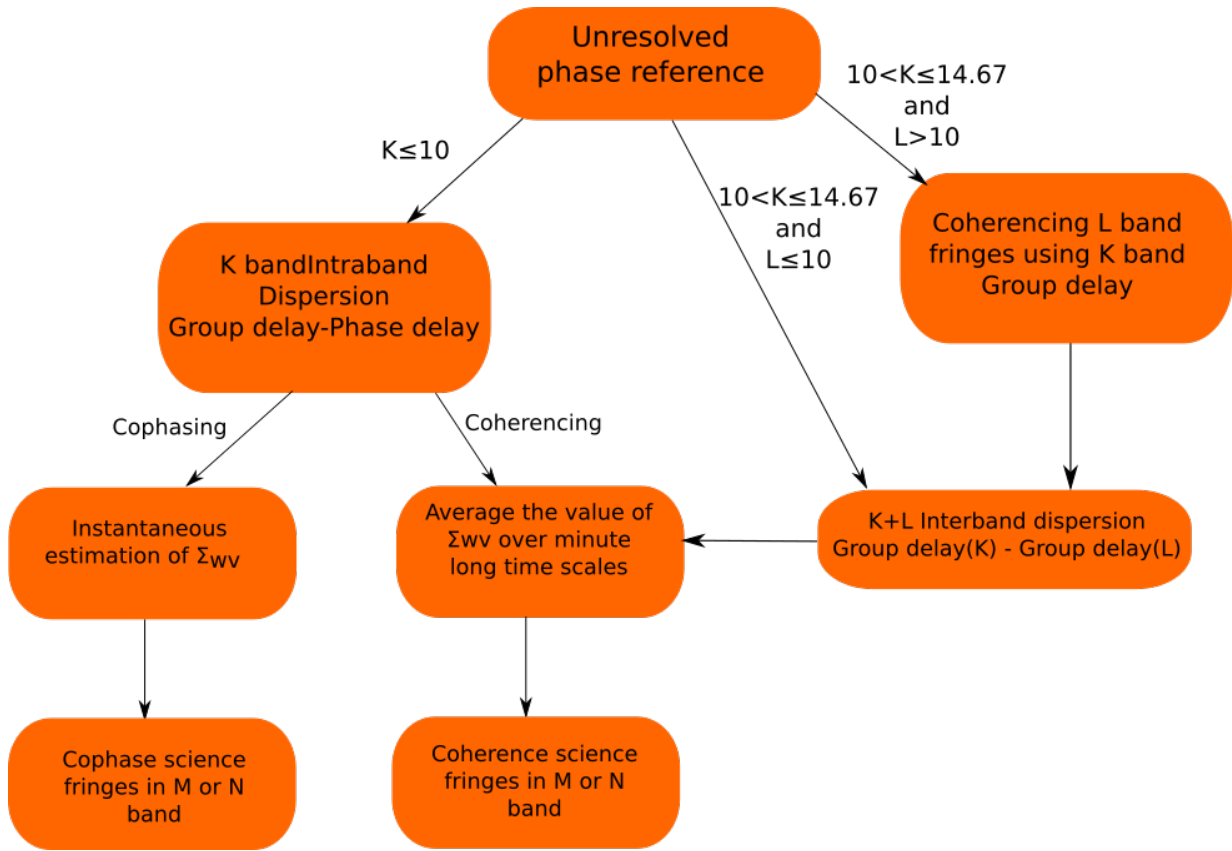 Unresolved
phase reference
10<K≤14.67
and
L>10
K≤10
10<K≤14.67
and
L≤10
Coherencing L band
fringes using K band
Group delay
K bandIntraband
Dispersion
Group delay-Phase delay
Cophasing
Coherencing
Instantaneous
estimation of Σwv
Average the value of
Σwv over minute
long time scales
K+L Interband dispersion
Group delay(K) - Group delay(L)
Cophase science
fringes in M or N
band
Coherence science
fringes in M or N
band